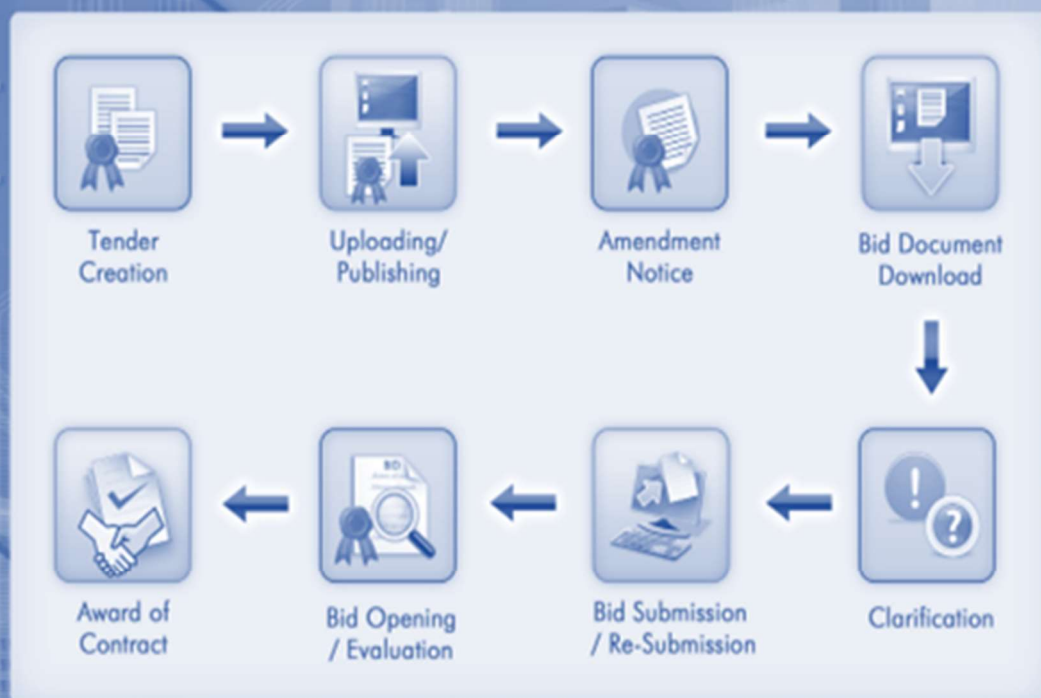 Tender
Creation
Uploading/
Publishing
Amendment
Notice
Bid Document
Download
Clarification
Bid Submission
/ Re-Submission
BID
Bid Opening
/ Evaluation
Award of
Contract